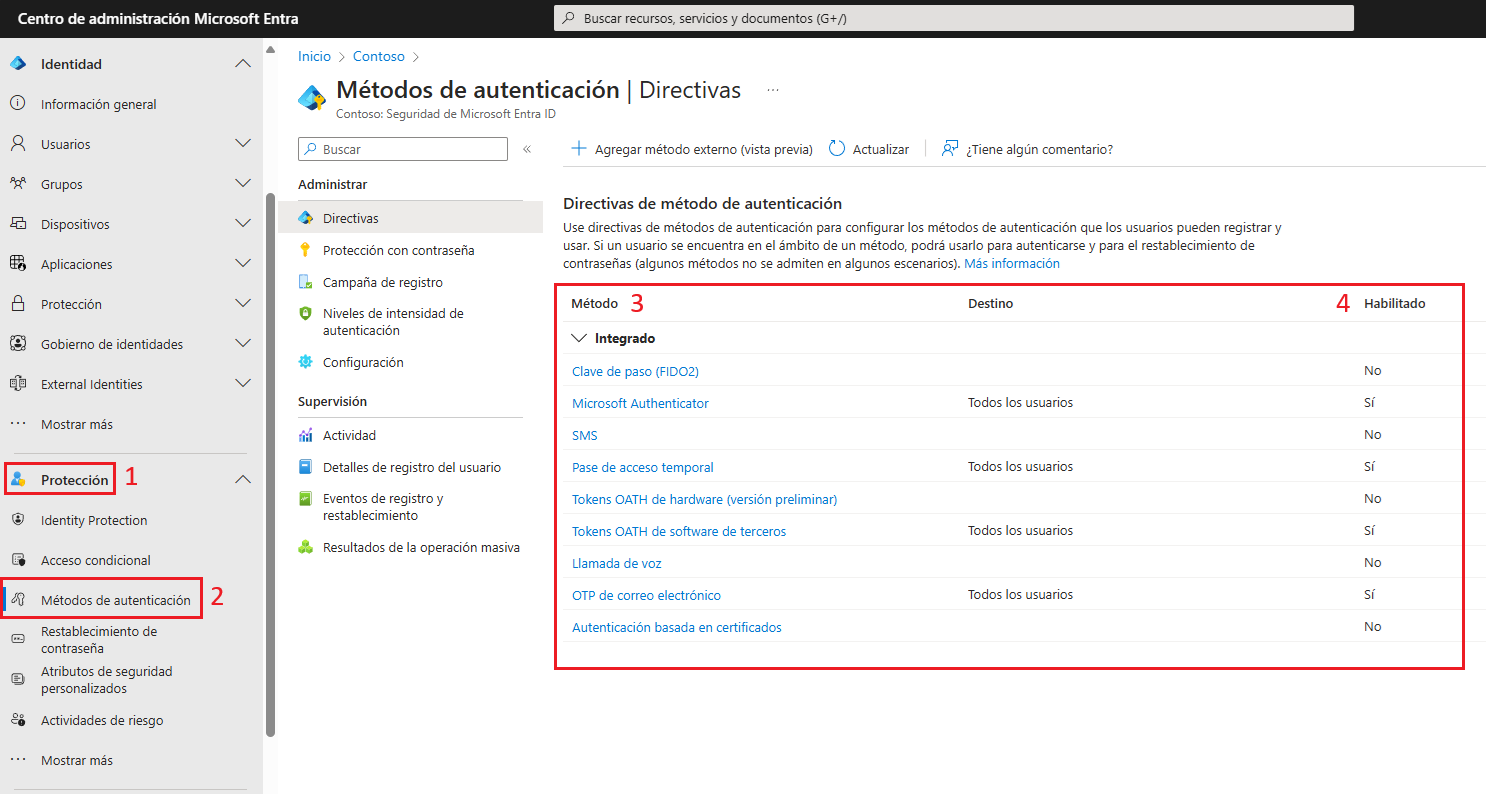 Centro de administración Microsoft Entra
Buscar recursos, servicios y documentos (G+/)
Identidad
Información general
Usuarios
Grupos
Dispositivos
Aplicaciones
Protección
Gobierno de identidades
External Identities
Mostrar más
Protección 1
Identity Protection
Acceso condicional
Métodos de autenticación 2
Restablecimiento de
contraseña
Atributos de seguridad
personalizados
Actividades de riesgo
Mostrar más
Inicio > Contoso >
Métodos de autenticación | Directivas ...
Contoso: Seguridad de Microsoft Entra ID
Buscar «
Administrar
Directivas
Protección con contraseña
Campaña de registro
Niveles de intensidad de
autenticación
Configuración
Supervisión
Actividad
Detalles de registro del usuario
Eventos de registro y
restablecimiento
Resultados de la operación masiva
Agregar método externo (vista previa) Actualizar ¿Tiene algún comentario?
Directivas de método de autenticación
Use directivas de métodos de autenticación para configurar los métodos de autenticación que los usuarios pueden registrar y
usar. Si un usuario se encuentra en el ámbito de un método, podrá usarlo para autenticarse y para el restablecimiento de
contraseñas (algunos métodos no se admiten en algunos escenarios). Más información
Método 3 Destino 4 Habilitado
Integrado
Clave de paso (FIDO2) No
Microsoft Authenticator Todos los usuarios Sí
SMS No
Pase de acceso temporal Todos los usuarios Sí
Tokens OATH de hardware (versión preliminar) No
Tokens OATH de software de terceros Todos los usuarios Sí
Llamada de voz No
OTP de correo electrónico Todos los usuarios Sí
Autenticación basada en certificados No